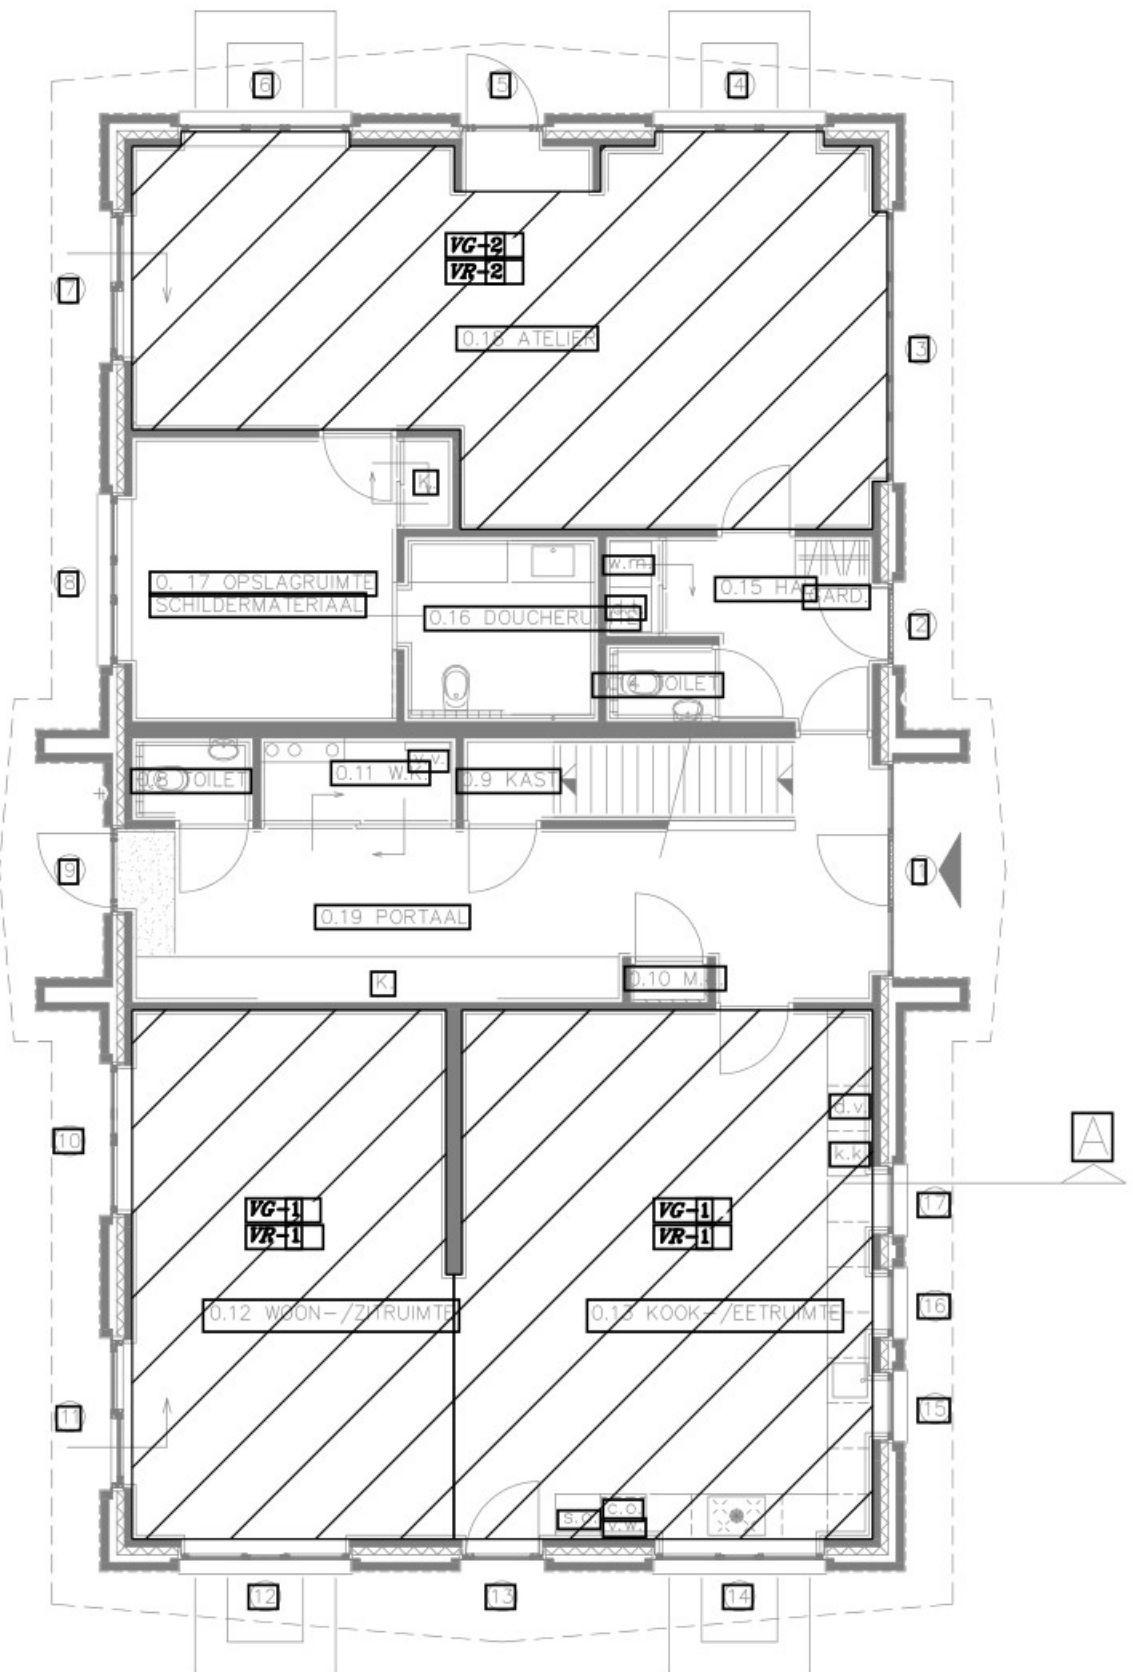 6
5
4
VG-2
VR-2
7
0.18 ATELIER
3
K.
w.m.
8
0. 17 OPSLAGRUIMTE
SCHILDERMATERIAAL
0.15 HAL
GARD.
0.16 DOUCHERUIMTE
2
TOILET
v.v.
0.11 W.K.
0.8 TOILET
0.9 KAST
9
1
0.19 PORTAAL
K.
0.10 M.K.
d.v.
10
A
k.k.
VG-1
VR-1
VG-1
VR-1
17
16
0.12 WOON-/ZITRUIMTE
0.13 KOOK-/EETRUIMTE
11
15
c.o.
s.c.
v.w.
12
13
14